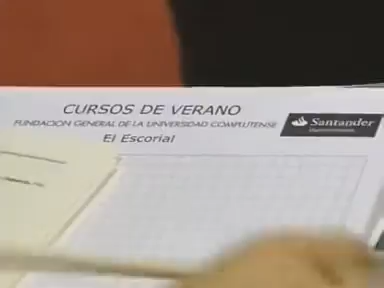 CURSOS DE VERANO
FUNDACION GENERAL DE LA UNIVERSIDAD COMPLUTENSE
El Escorial
Santander